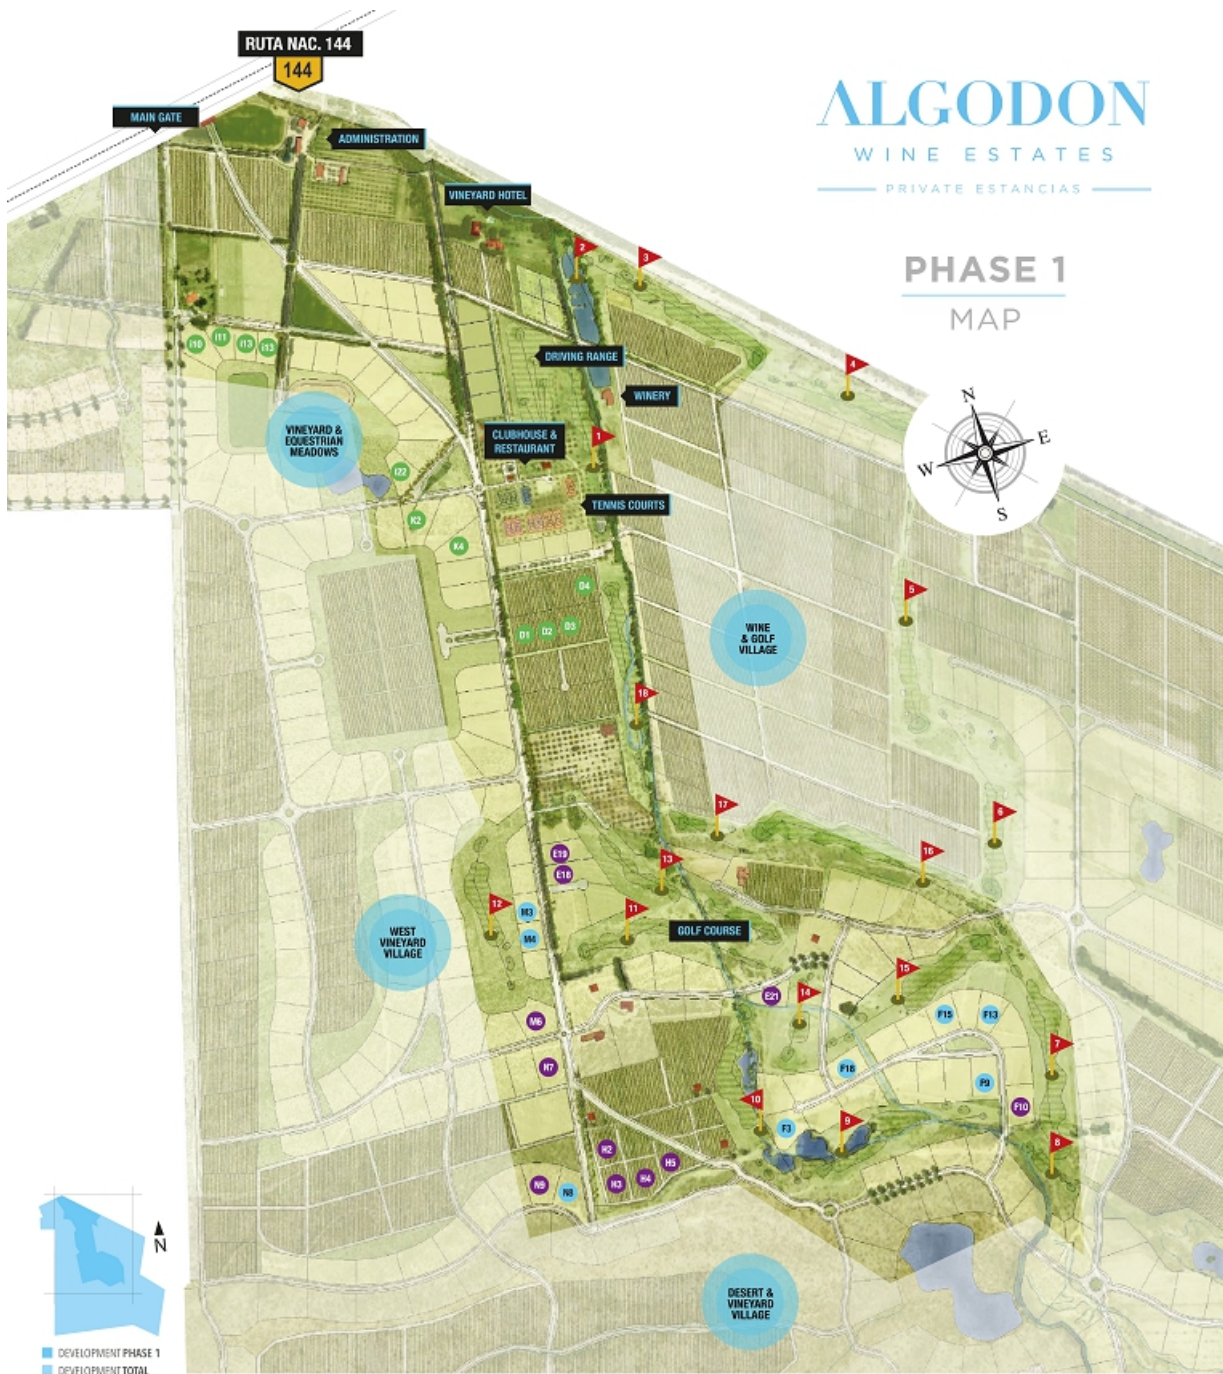 RUTA NAC. 144
144
MAIN GATE
ADMINISTRATION
VINEYARD HOTEL
ALGODON
WINE ESTATES
PRIVATE ESTANCIAS
PHASE 1
MAP
2
3
i10
i11
i13
i13
DRIVING RANGE
WINERY
4
N
E
W
S
VINEYARD &
EQUESTRIAN
MEADOWS
CLUBHOUSE &
RESTAURANT
1
I22
TENNIS COURTS
K2
K4
D4
D1
D2
D3
5
WINE
& GOLF
VILLAGE
18
17
6
E19
E18
13
16
12
M3
M4
11
GOLF COURSE
WEST
VINEYARD
VILLAGE
15
E21
14
M6
F15
F13
7
H7
F18
F9
F10
10
F3
9
8
H2
H3
H4
H5
N9
N8
N
DESERT &
VINEYARD
VILLAGE
DEVELOPMENT PHASE 1
DEVELOPMENT TOTAL